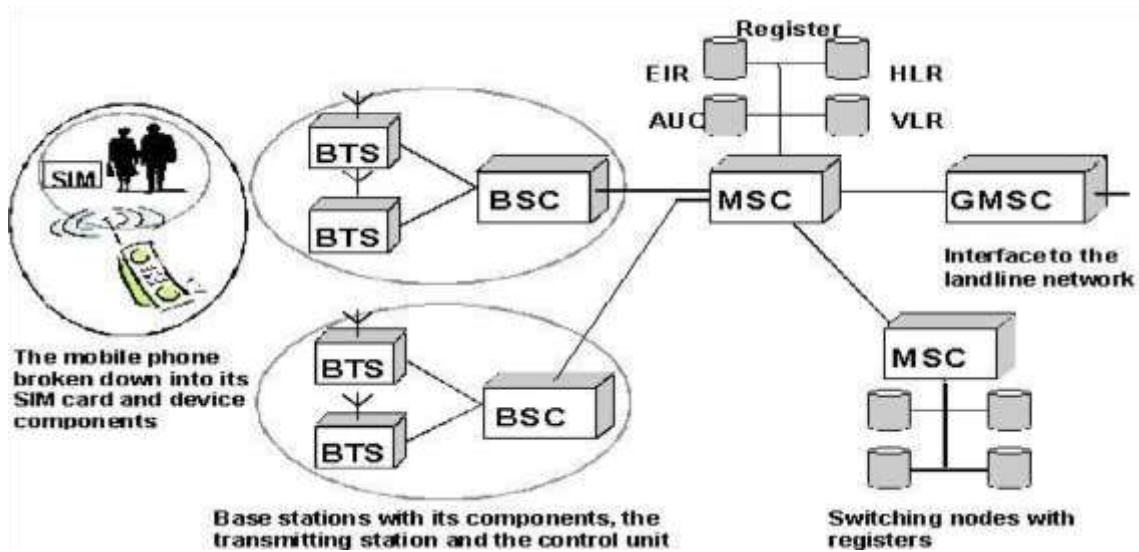 Register
EIR
HLR
AUC
VLR
SIM
BTS
BTS
BSC
MSC
GMSC
Interface to the
landline network
The mobile phone
broken down into its
SIM card and device
components
BTS
BTS
BSC
MSC
Base stations with its components, the
transmitting station and the control unit
Switching nodes with
registers